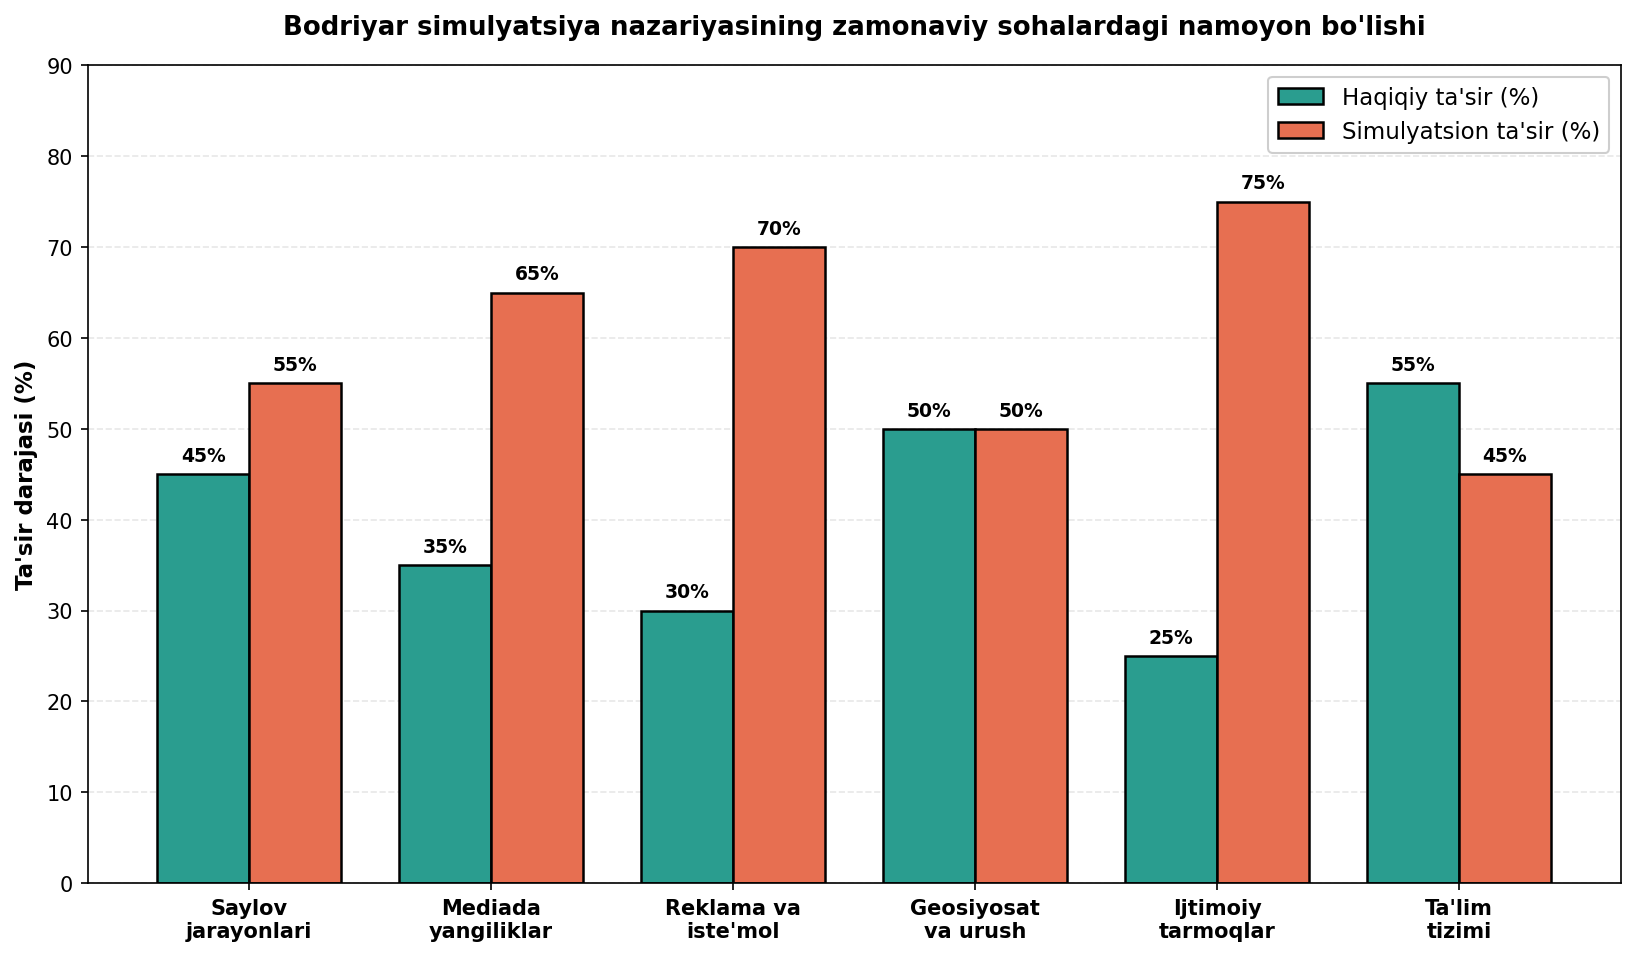 Bodriyar simulyatsiya nazariyasining zamonaviy sohalardagi namoyon bo'lishi
Haqiqiy ta'sir (%)
Simulyatsion ta'sir (%)
Ta'sir darajasi (%)
90
80
70
60
50
40
30
20
10
0
45%
55%
35%
65%
30%
70%
50%
50%
25%
75%
55%
45%
Saylov
jarayonlari
Mediada
yangiliklar
Reklama va
iste'mol
Geosiyosat
va urush
Ijtimoiy
tarmoqlar
Ta'lim
tizimi